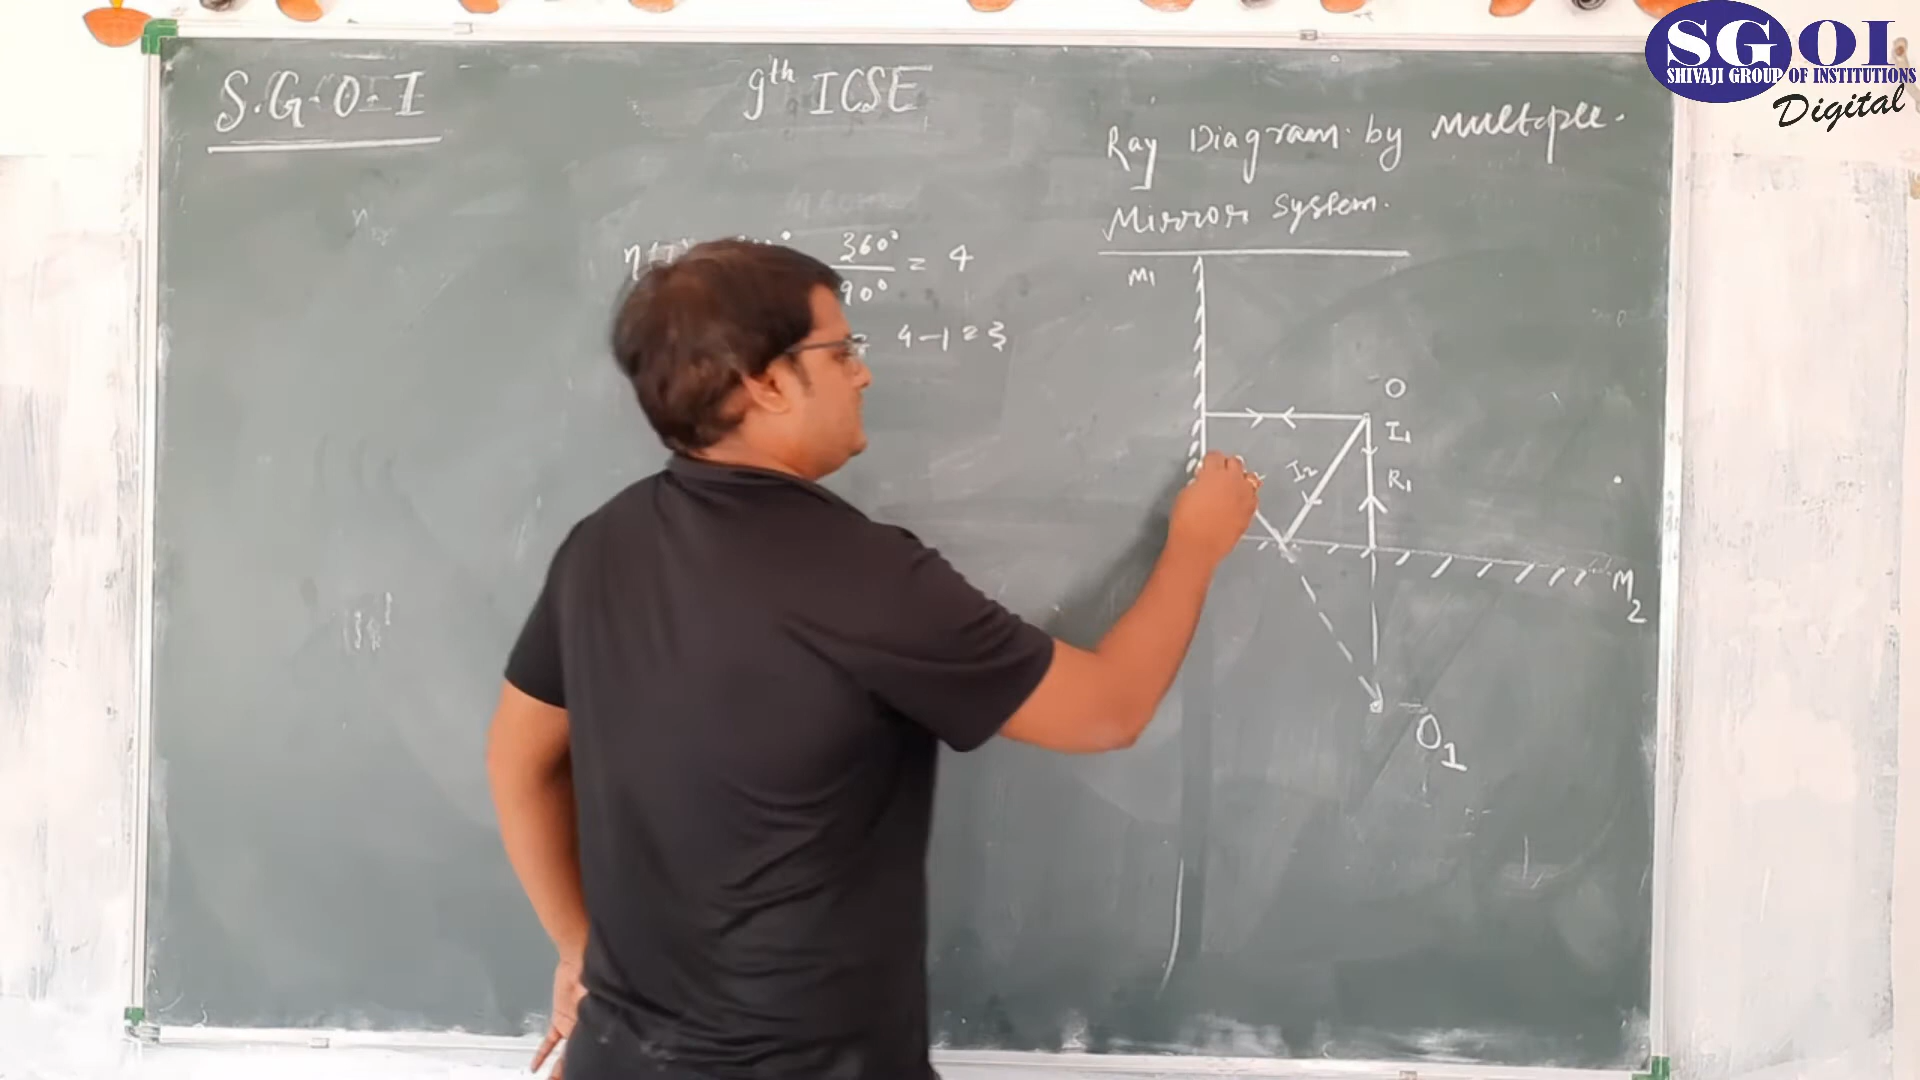 S.G.O.I
9th ICSE
Ray Diagram by Multiple.
Mirror System.
360° = 4
90°
= 4-1=3
M1
O
I1
I2
R1
M2
O1
SGOI
SHIVAJI GROUP OF INSTITUTIONS
Digital